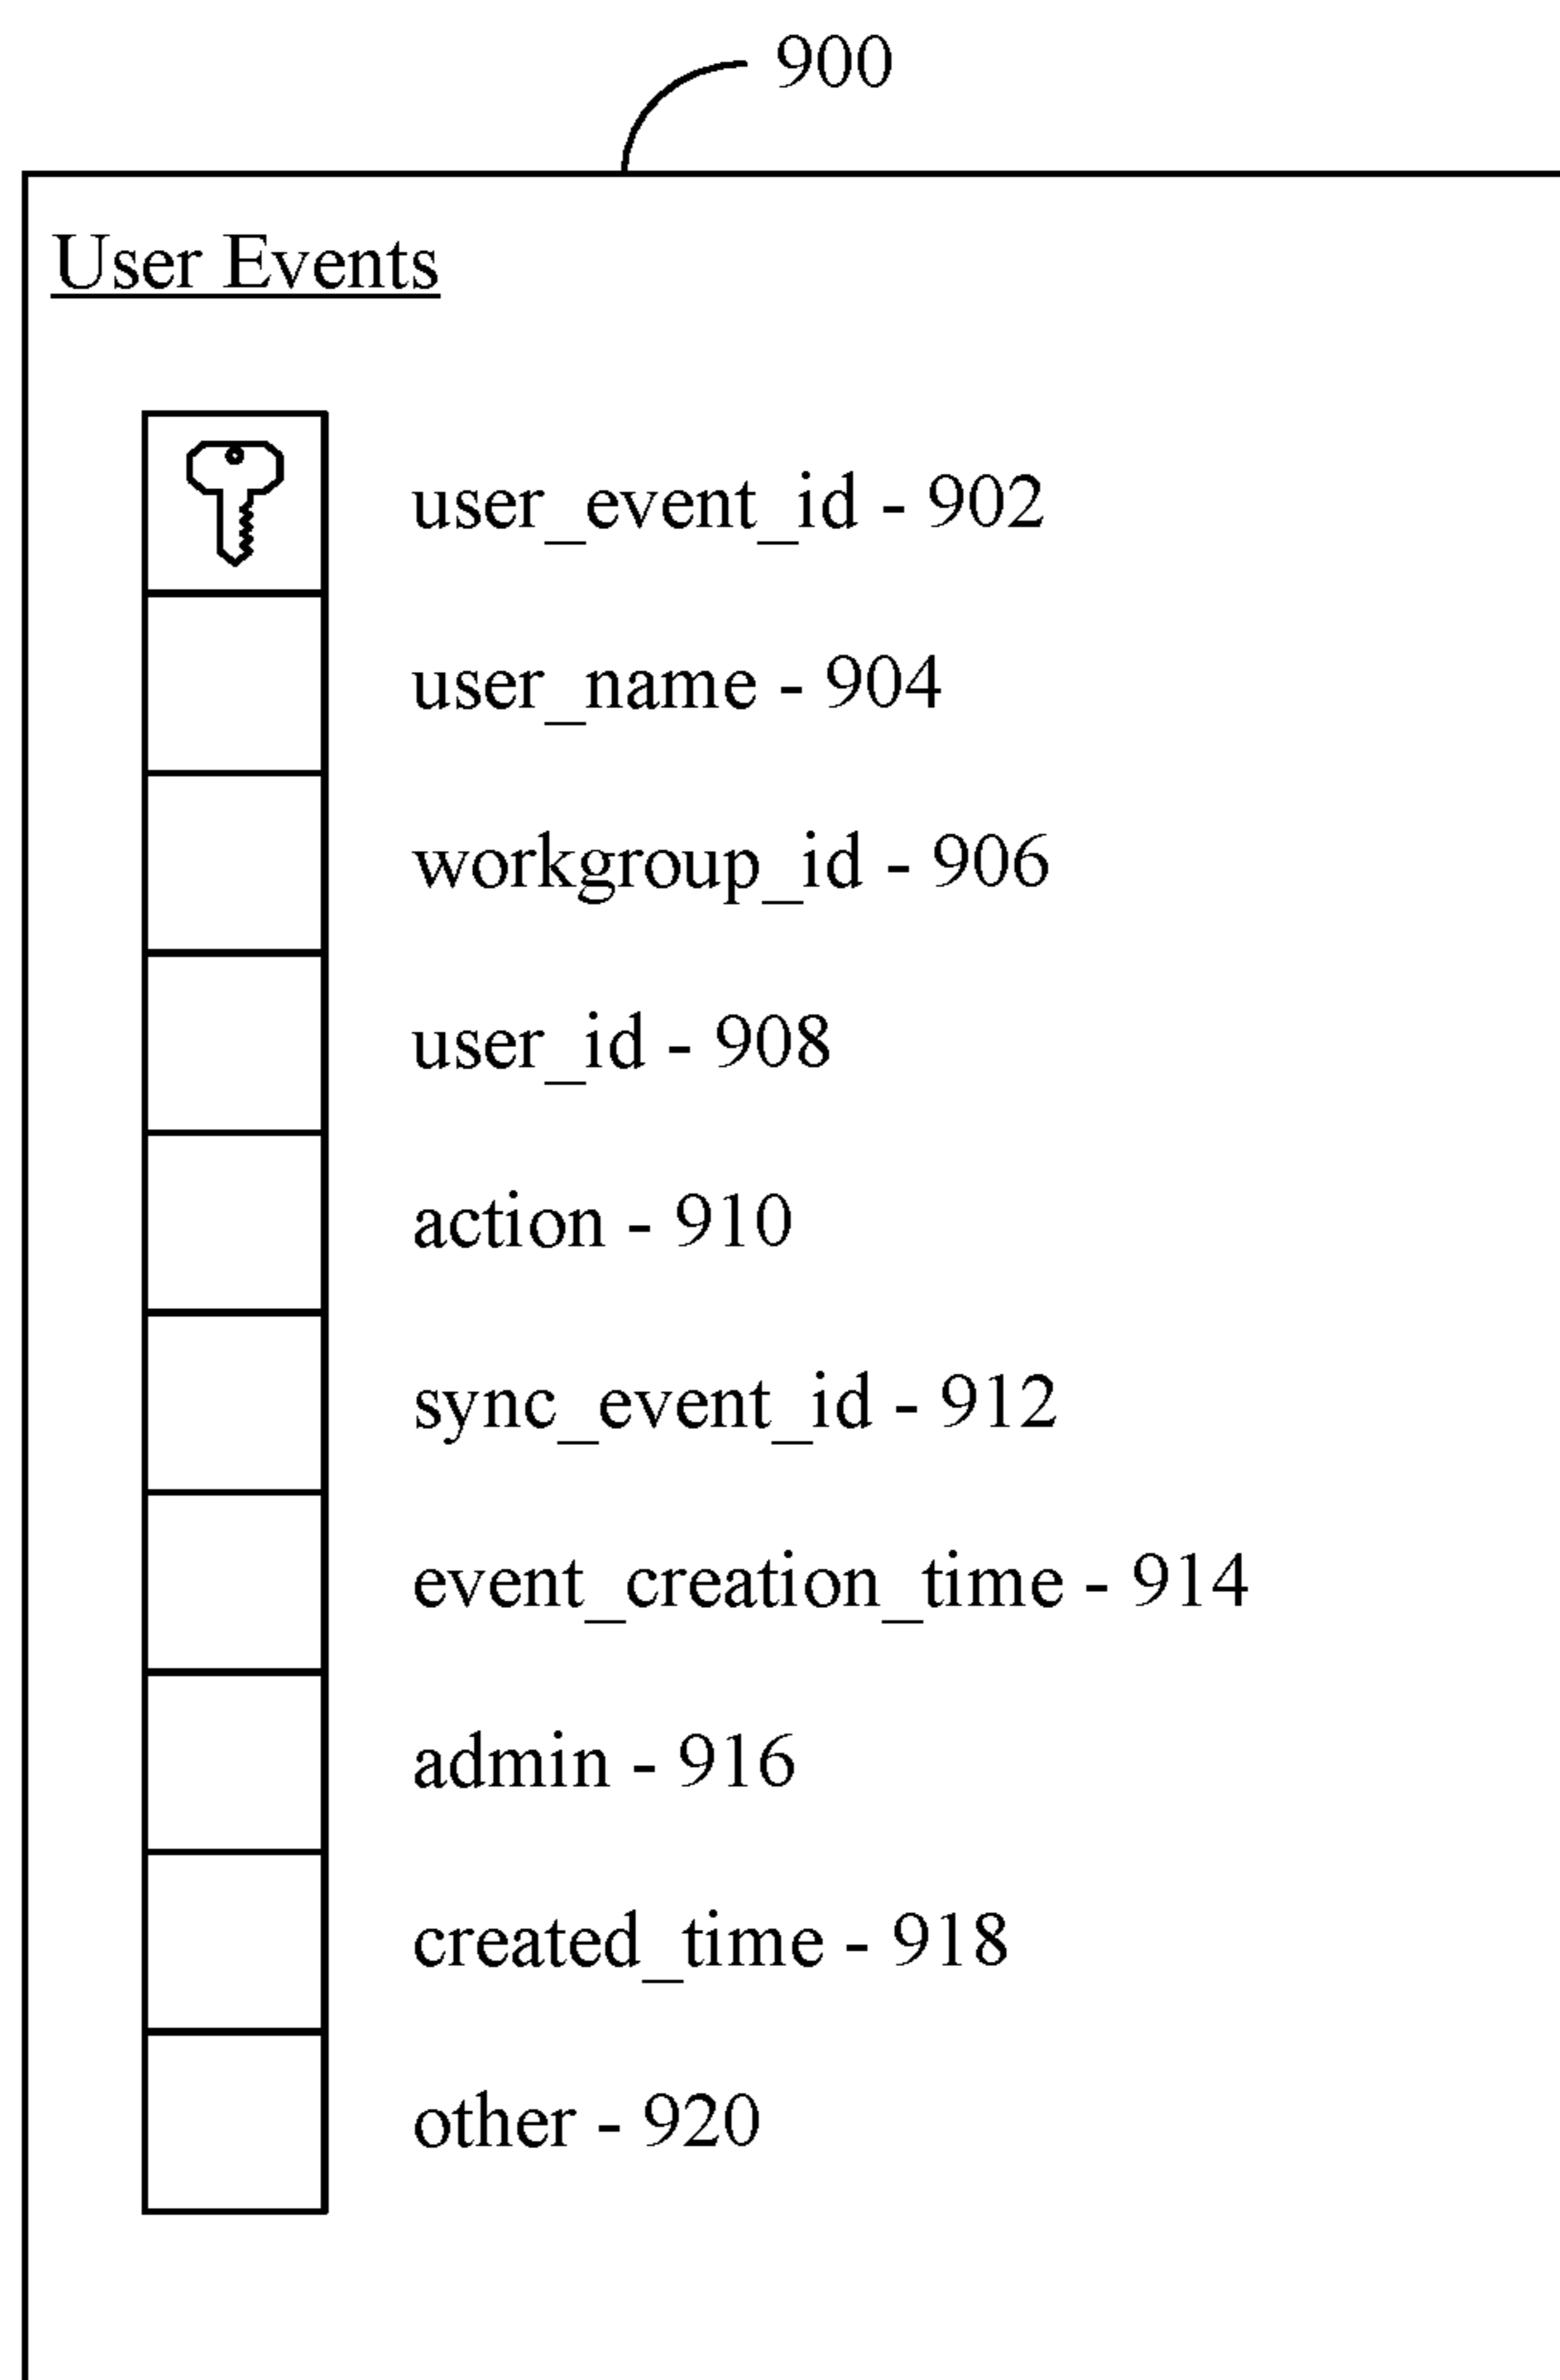 900
User Events
user_event_id - 902
user_name - 904
workgroup_id - 906
user_id - 908
action - 910
sync_event_id - 912
event_creation_time - 914
admin - 916
created_time - 918
other - 920